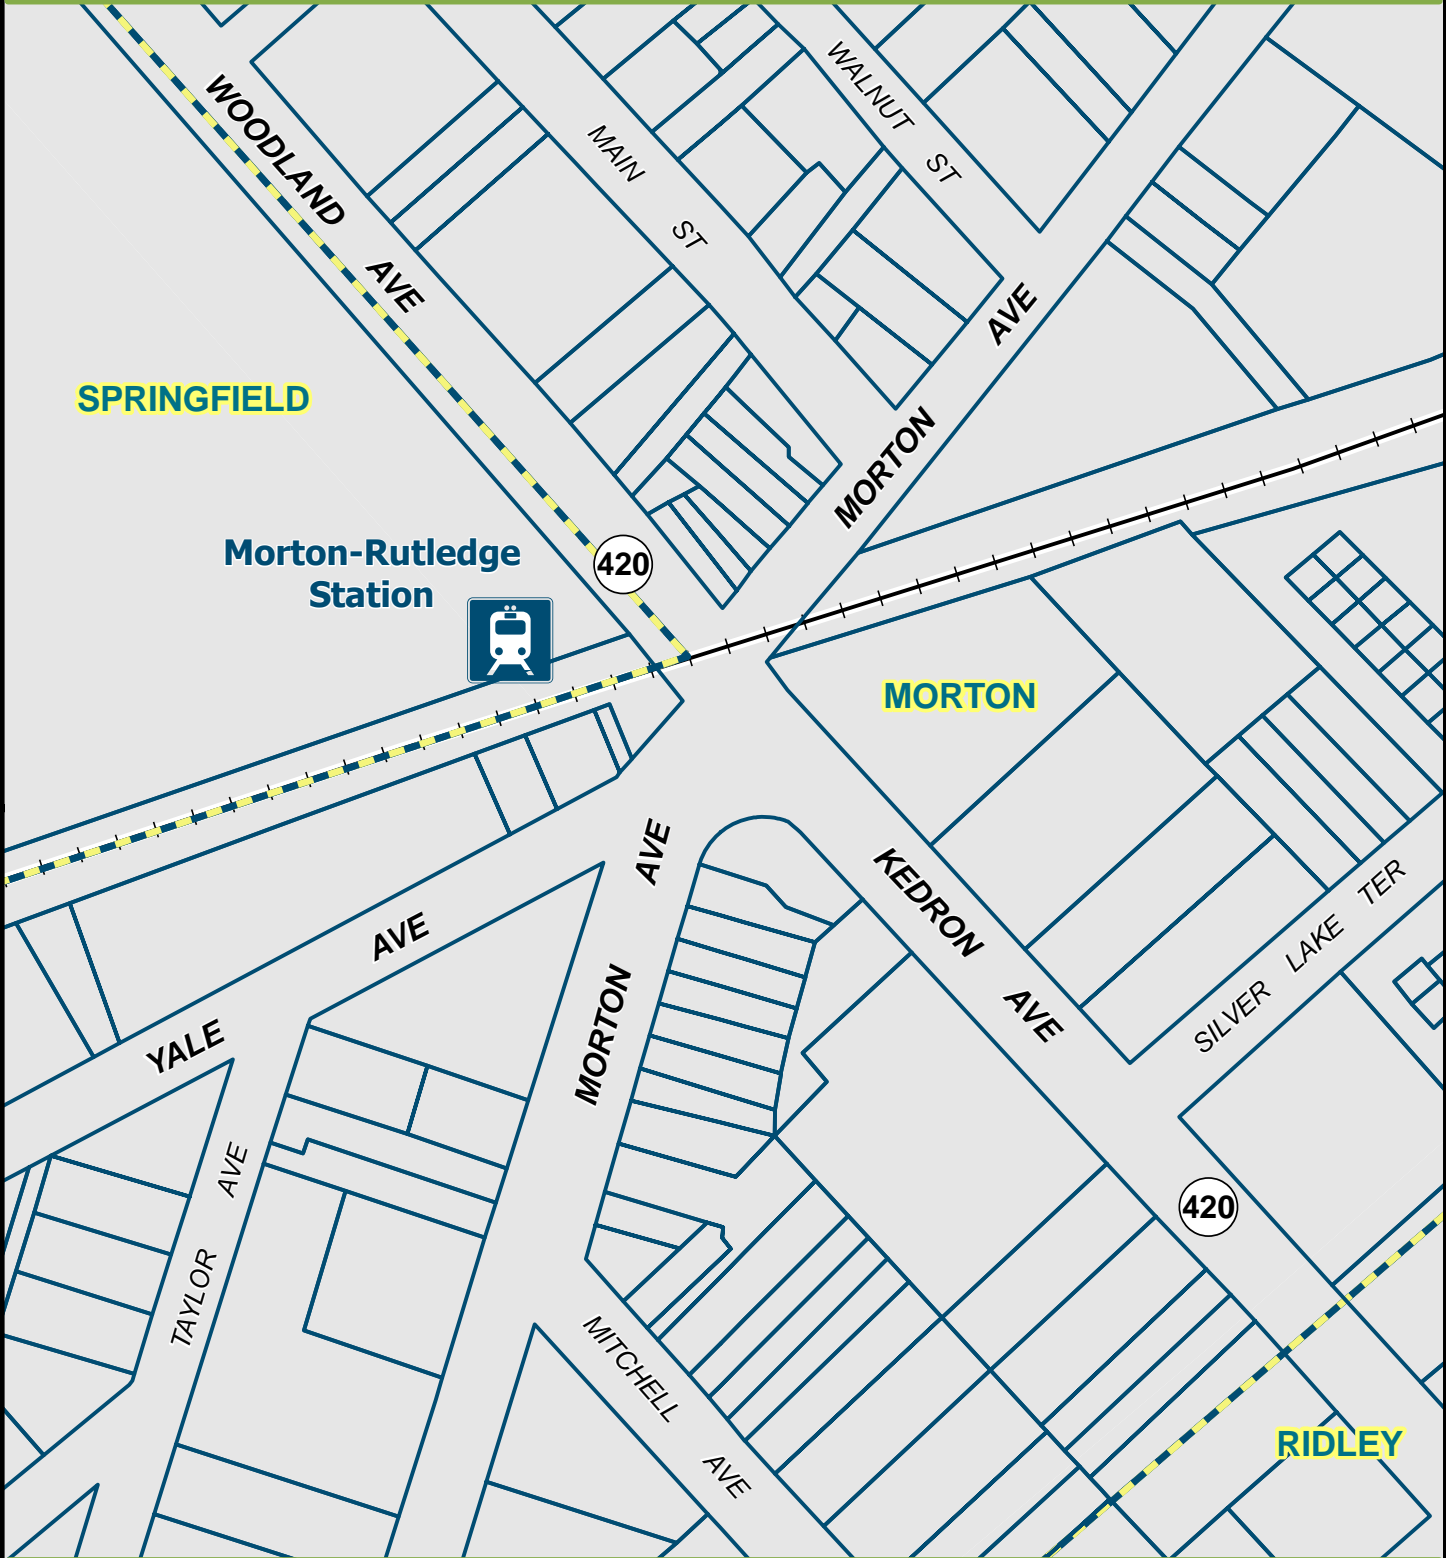 WALNUT
ST
WOODLAND
AVE
MAIN
ST
MORTON
AVE
SPRINGFIELD
Morton-Rutledge
Station
420
MORTON
AVE
MORTON
KEDRON
AVE
SILVER LAKE TER
YALE
AVE
TAYLOR
AVE
420
MITCHELL
AVE
RIDLEY